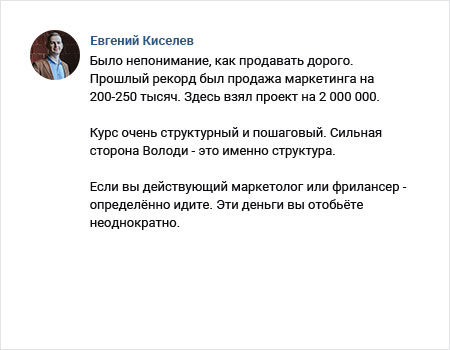 Евгений Киселев
Было непонимание, как продавать дорого.
Прошлый рекорд был продажа маркетинга на
200-250 тысяч. Здесь взял проект на 2 000 000.
Курс очень структурный и пошаговый. Сильная
сторона Володи - это именно структура.
Если вы действующий маркетолог или фрилансер -
определённо идите. Эти деньги вы отобьёте
неоднократно.